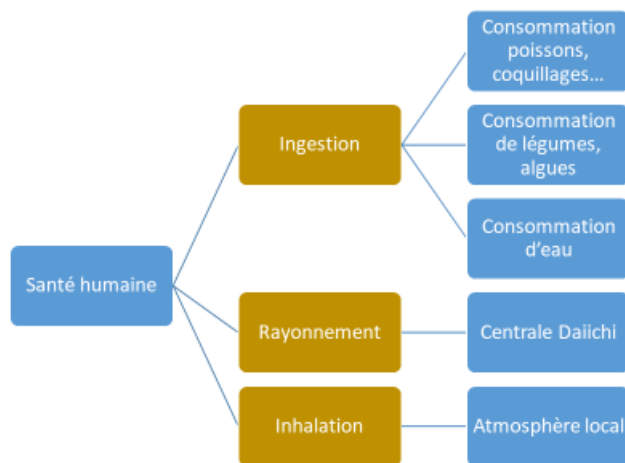 Consommation
poissons,
coquillages...
Ingestion
Consommation
de légumes,
algues
Consommation
d'eau
Santé humaine
Rayonnement
Centrale Daiichi
Inhalation
Atmosphère local